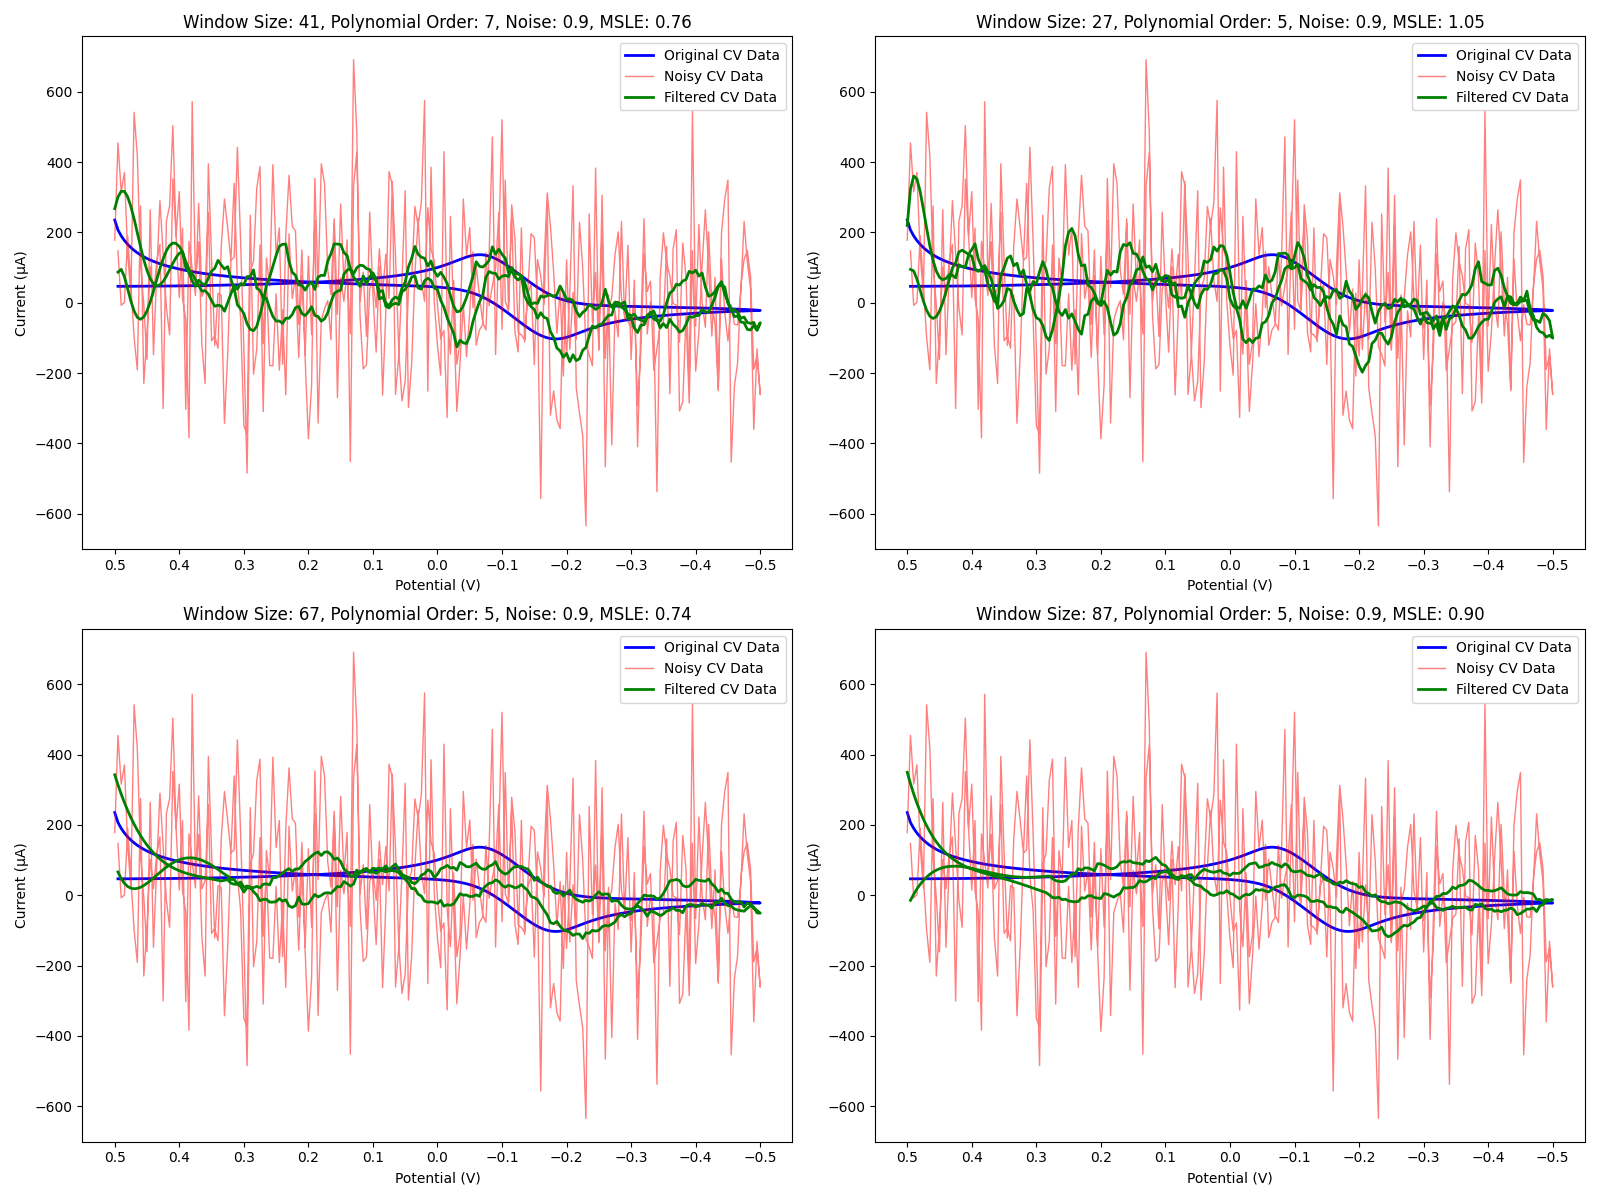 Window Size: 41, Polynomial Order: 7, Noise: 0.9, MSLE: 0.76
Original CV Data
Noisy CV Data
Filtered CV Data
600
400
200
0
−200
−400
−600
Current (μA)
0.5 0.4 0.3 0.2 0.1 0.0 −0.1 −0.2 −0.3 −0.4 −0.5
Potential (V)
Window Size: 27, Polynomial Order: 5, Noise: 0.9, MSLE: 1.05
Original CV Data
Noisy CV Data
Filtered CV Data
600
400
200
0
−200
−400
−600
Current (μA)
0.5 0.4 0.3 0.2 0.1 0.0 −0.1 −0.2 −0.3 −0.4 −0.5
Potential (V)
Window Size: 67, Polynomial Order: 5, Noise: 0.9, MSLE: 0.74
Original CV Data
Noisy CV Data
Filtered CV Data
600
400
200
0
−200
−400
−600
Current (μA)
0.5 0.4 0.3 0.2 0.1 0.0 −0.1 −0.2 −0.3 −0.4 −0.5
Potential (V)
Window Size: 87, Polynomial Order: 5, Noise: 0.9, MSLE: 0.90
Original CV Data
Noisy CV Data
Filtered CV Data
600
400
200
0
−200
−400
−600
Current (μA)
0.5 0.4 0.3 0.2 0.1 0.0 −0.1 −0.2 −0.3 −0.4 −0.5
Potential (V)